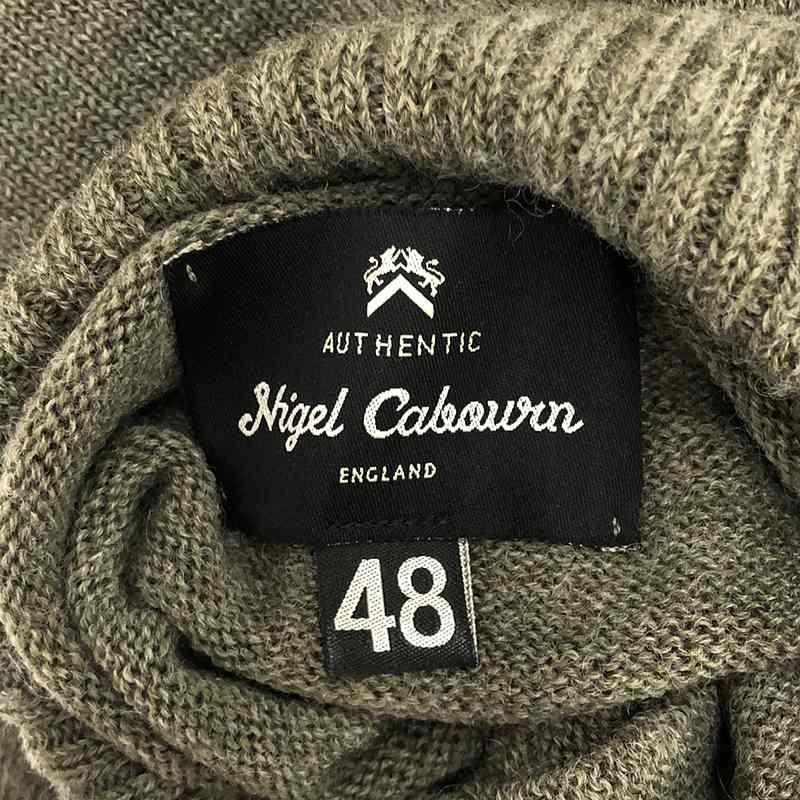 AUTHENTIC
Nigel Cabourn
ENGLAND
48